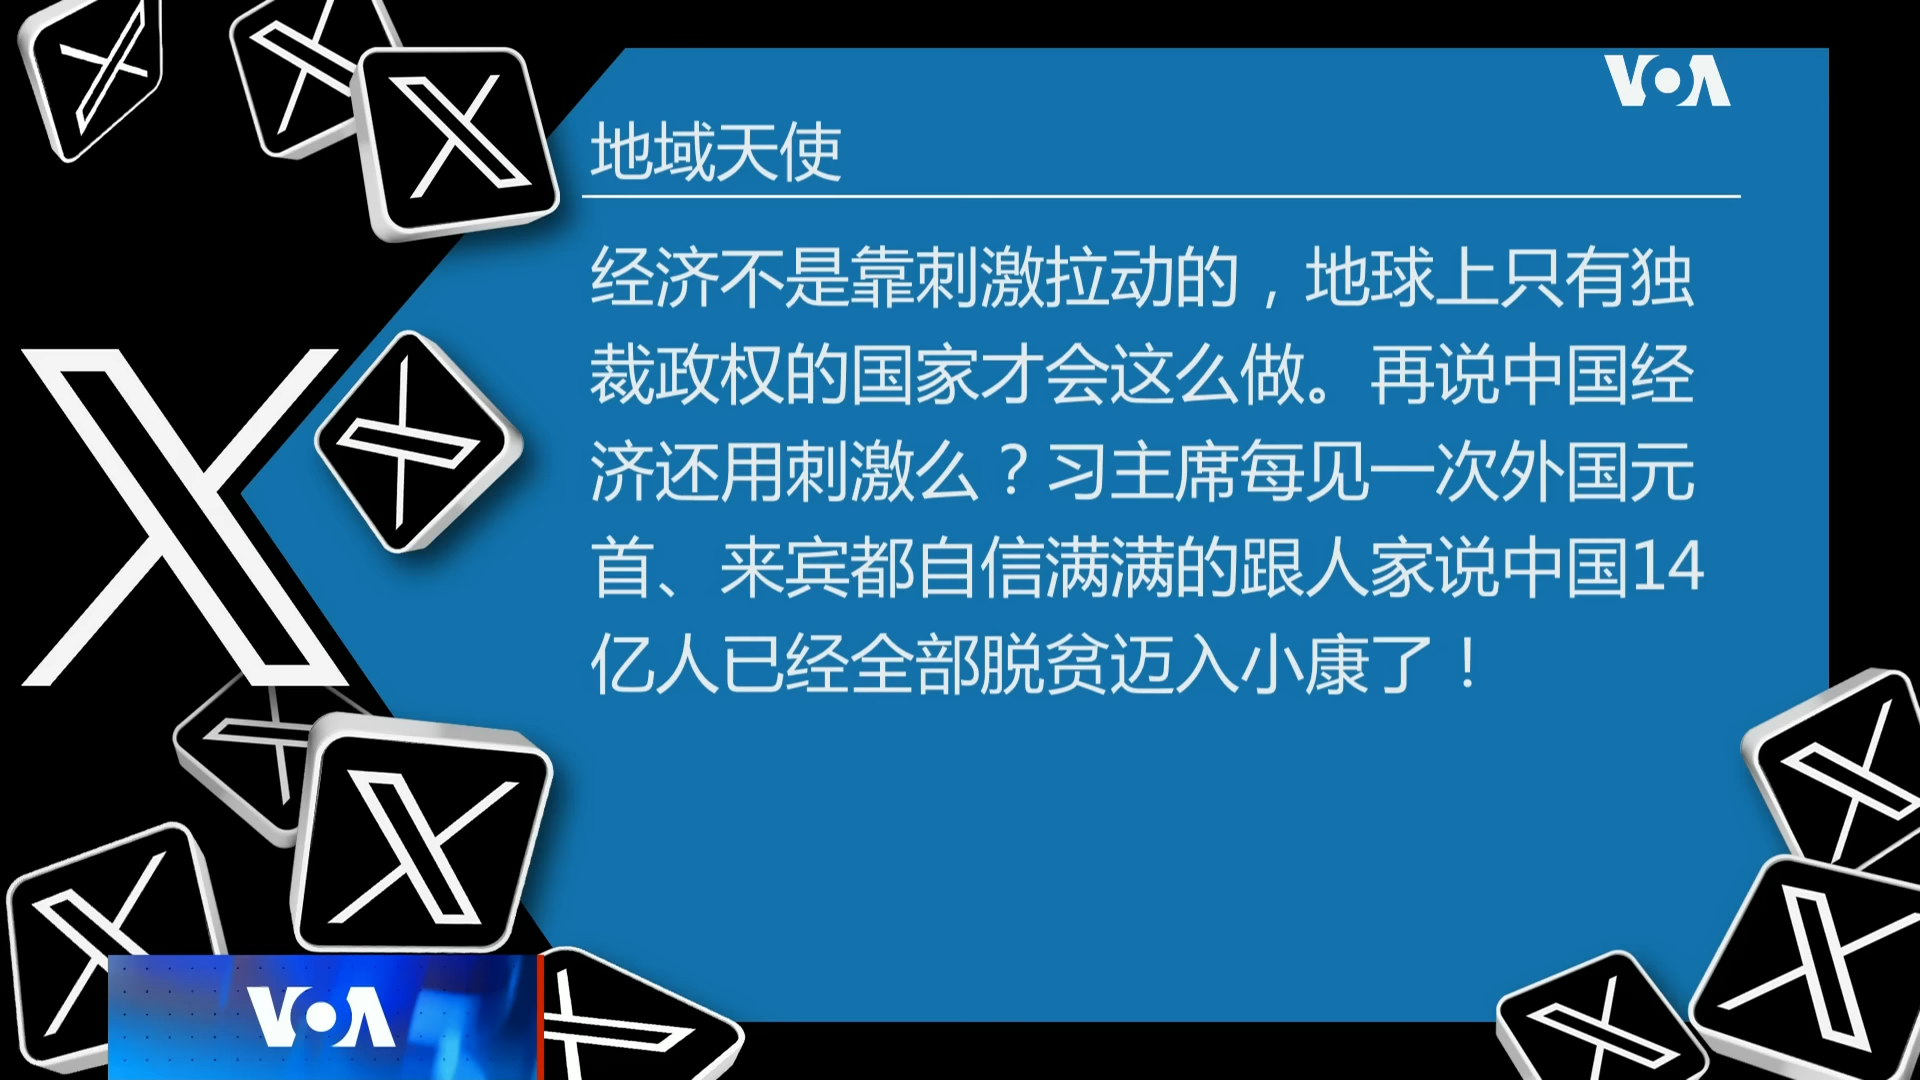 VOA
地域天使
经济不是靠刺激拉动的，地球上只有独
裁政权的国家才会这么做。再说中国经
济还用刺激么？习主席每见一次外国元
首、来宾都自信满满的跟人家说中国14
亿人已经全部脱贫迈入小康了！
VOA